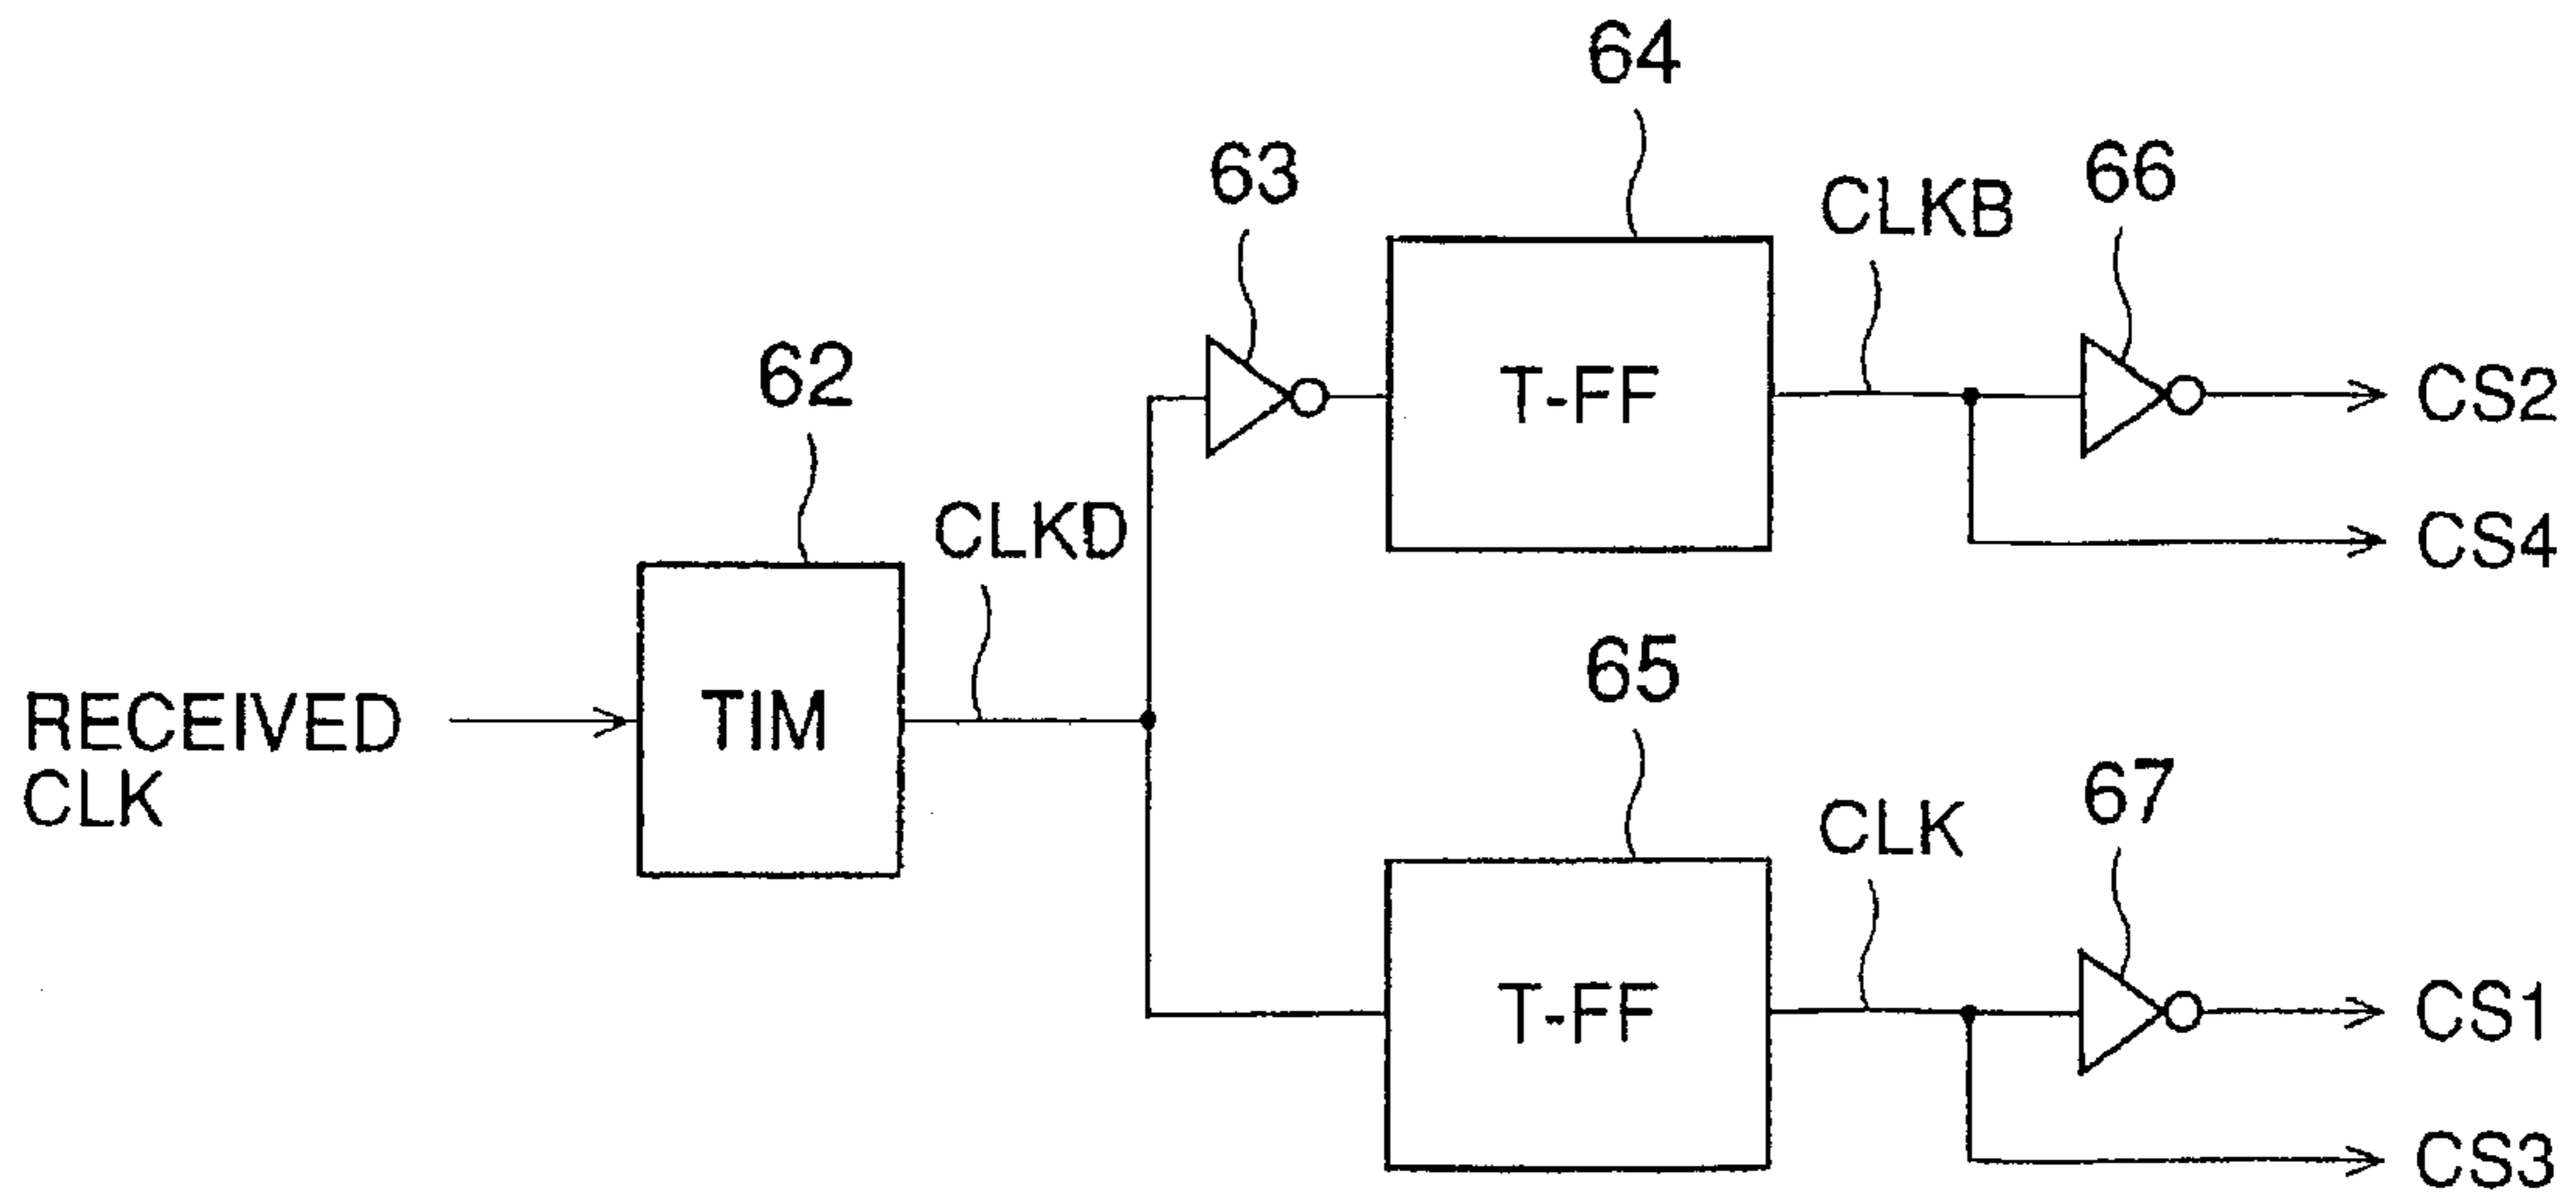 64
63
CLKB
66
62
T-FF
CS2
CLKD
CS4
65
RECEIVED
CLK
TIM
CLK
67
T-FF
CS1
CS3